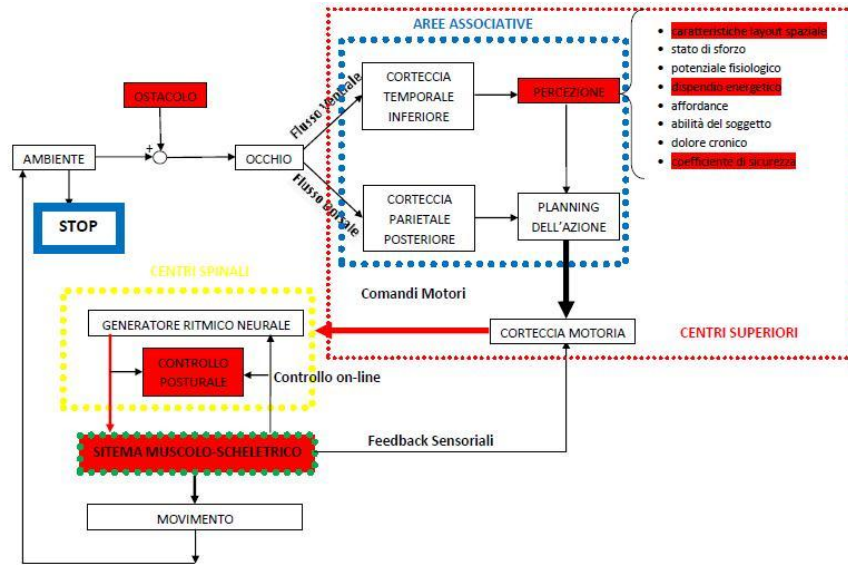 AREE ASSOCIATIVE
caratteristiche layout spaziale
stato di sforzo
potenziale fisiologico
dispendio energetico
affordance
abilità del soggetto
dolore cronico
coefficiente di sicurezza
CORTECCIA
TEMPORALE
INFERIORE
PERCEZIONE
OSTACOLO
Flusso Ventrale
AMBIENTE
+
OCCHIO
Flusso Dorsale
CORTECCIA
PARIETALE
POSTERIORE
PLANNING
DELL'AZIONE
STOP
CENTRI SPINALI
Comandi Motori
GENERATORE RITMICO NEURALE
CORTECCIA MOTORIA
CENTRI SUPERIORI
CONTROLLO
POSTURALE
Controllo on-line
SITEMA MUSCOLO-SCHELETRICO
Feedback Sensoriali
MOVIMENTO